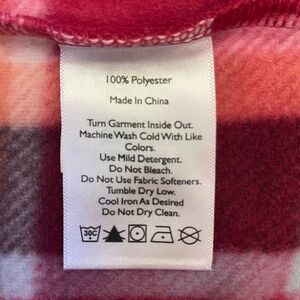 100% Polyester
Made In China
Turn Garment Inside Out.
Machine Wash Cold With Like
Colors.
Use Mild Detergent.
Do Not Bleach.
Do Not Use Fabric Softeners.
Tumble Dry Low.
Cool Iron As Desired
Do Not Dry Clean.
30C